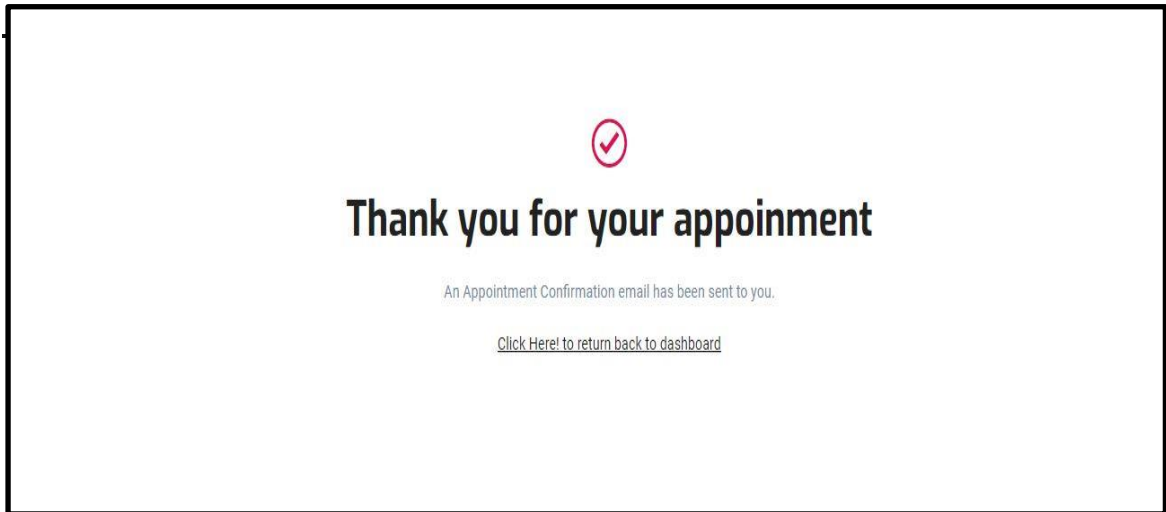 Thank you for your appoinment
An Appointment Confirmation email has been sent to you.
Click Here! to return back to dashboard